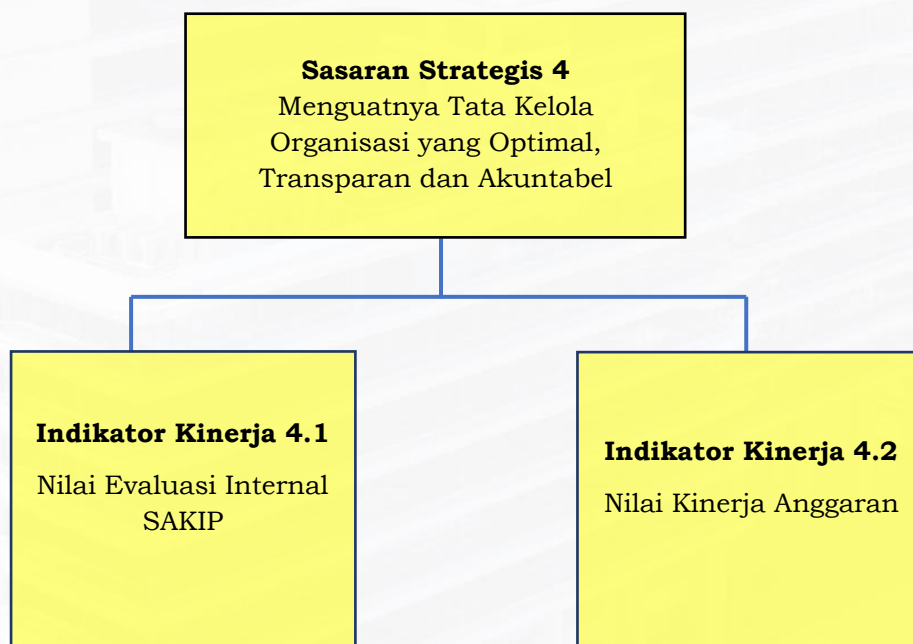 Sasaran Strategis 4
Menguatnya Tata Kelola
Organisasi yang Optimal,
Transparan dan Akuntabel
Indikator Kinerja 4.1
Nilai Evaluasi Internal
SAKIP
Indikator Kinerja 4.2
Nilai Kinerja Anggaran